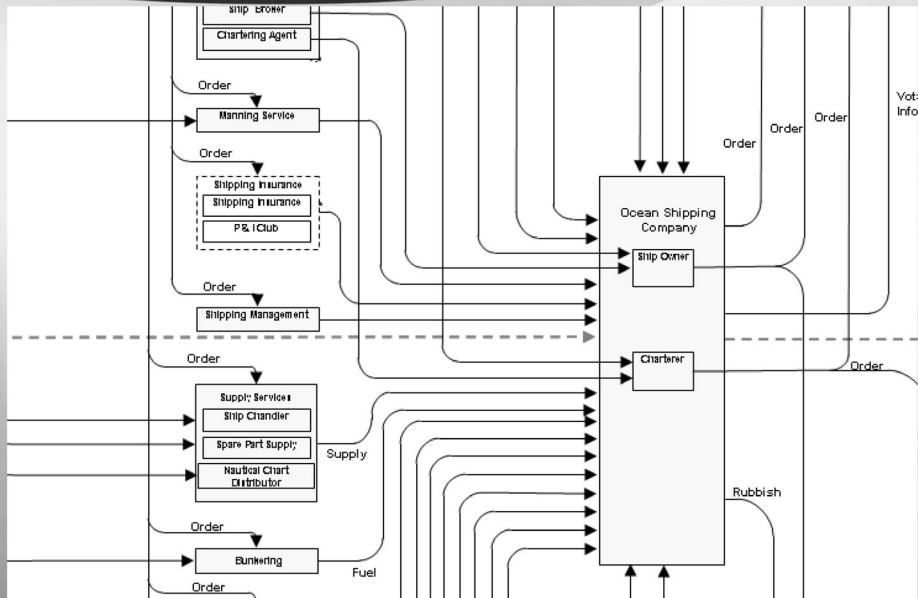 Ship Broker
Chartering Agent
Order
Manning Service
Order
Shipping Insurance
Shipping Insurance
P& I Club
Order
Shipping Management
Order
Supply Services
Ship Chandler
Spare Part Supply
Nautical Chart
Distributor
Supply
Order
Bunkering
Fuel
Order
Ocean Shipping
Company
Ship Owner
Charterer
Order
Order
Order
Info
Order
Rubbish